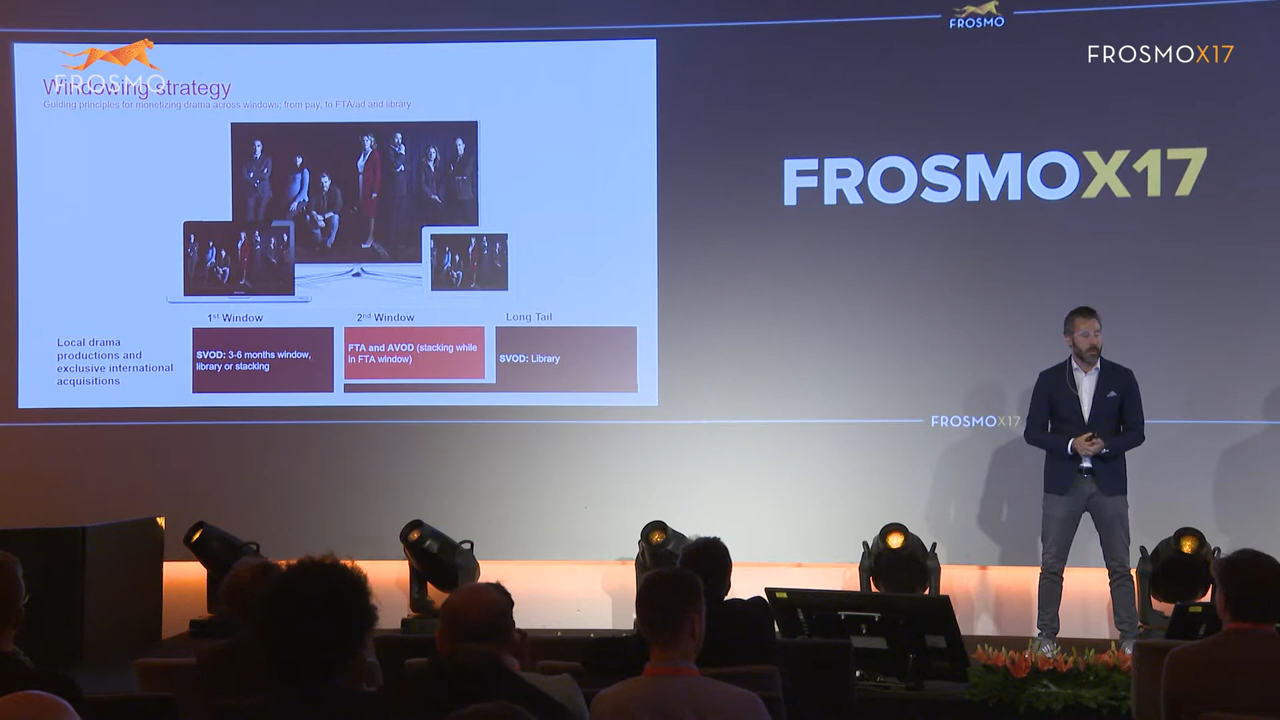 FROSMO
FROSMOX17
FROSMO
Windowing strategy
Guiding principles for monetizing drama across windows; from pay, to FTA/ad and library
FROSMOX17
1st Window
2nd Window
Long Tail
Local drama
productions and
exclusive international
acquisitions
SVOD: 3-6 months window,
library or stacking
FTA and AVOD (stacking while
in FTA window)
SVOD: Library
FROSMOX17